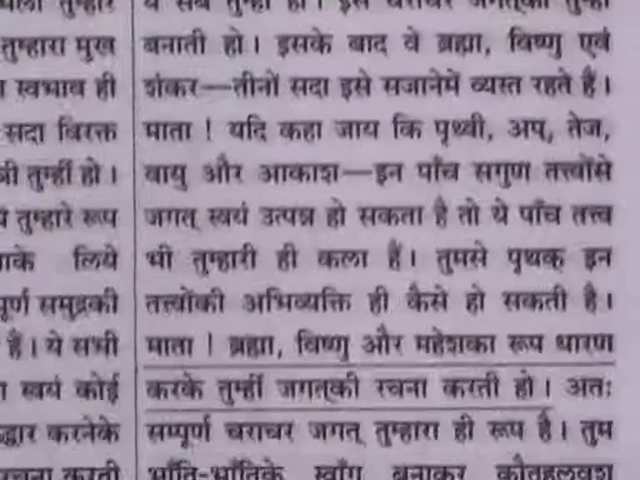 तुम्हारा मुख
स्वभाव ही
सदा विरक्त
तुम्हीं हो।
तुम्हारे रूप
लिये
समुद्रकी
हैं। ये सभी
स्वयं कोई
करनेके
रचना करती
ये सब तुम्हीं हो। इस चराचर जगत्‌को तुम्हीं
बनाती हो। इसके बाद वे ब्रह्मा, विष्णु एवं
शंकर—तीनों सदा इसे सजानेमें व्यस्त रहते हैं।
माता ! यदि कहा जाय कि पृथ्वी, अप्, तेज,
वायु और आकाश—इन पाँच सगुण तत्त्वोंसे
जगत् स्वयं उत्पन्न हो सकता है तो ये पाँच तत्त्व
भी तुम्हारी ही कला हैं। तुमसे पृथक् इन
तत्त्वोंकी अभिव्यक्ति ही कैसे हो सकती है।
माता ! ब्रह्मा, विष्णु और महेशका रूप धारण
करके तुम्हीं जगत्‌की रचना करती हो। अतः
सम्पूर्ण चराचर जगत् तुम्हारा ही रूप है। तुम
भाँति-भाँतिके स्वाँग बनाकर कौतूहलवश